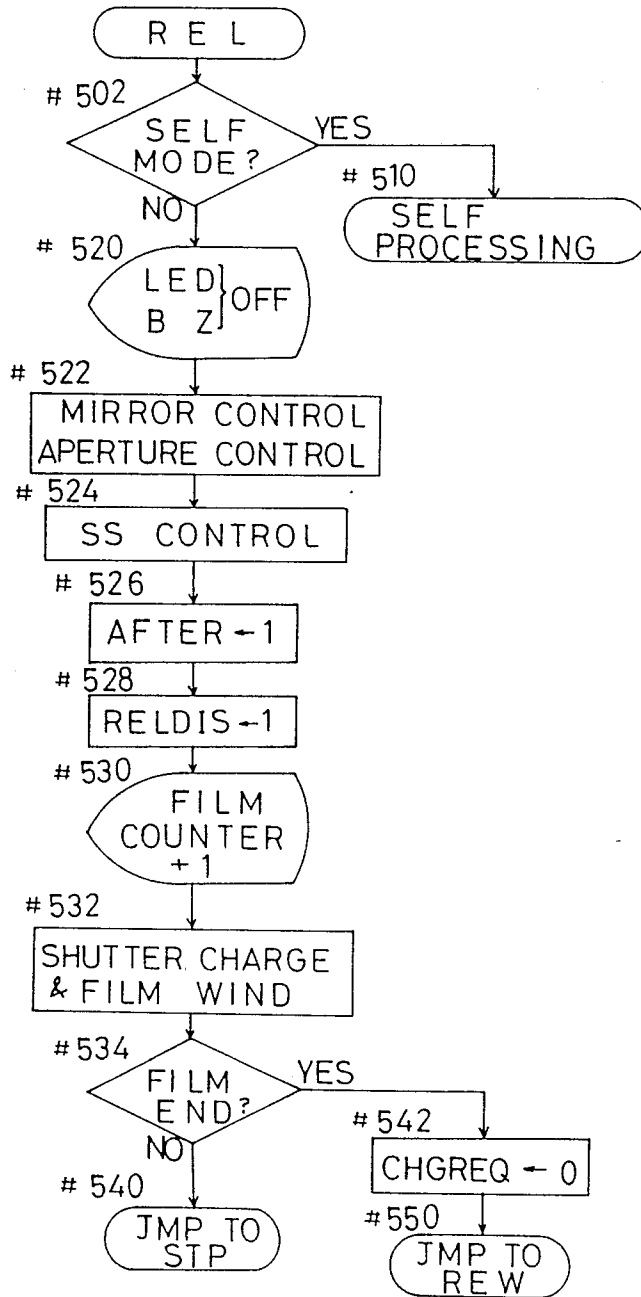 REL
# 502
SELF
MODE?
YES
NO
# 510
SELF
PROCESSING
# 520
LED
B Z
} OFF
# 522
MIRROR CONTROL
APERTURE CONTROL
# 524
SS CONTROL
# 526
AFTER ← 1
# 528
RELDIS ← 1
# 530
FILM
COUNTER
+ 1
# 532
SHUTTER CHARGE
& FILM WIND
# 534
FILM
END?
YES
NO
# 542
CHGREQ ← 0
# 540
JMP TO
STP
# 550
JMP TO
REW